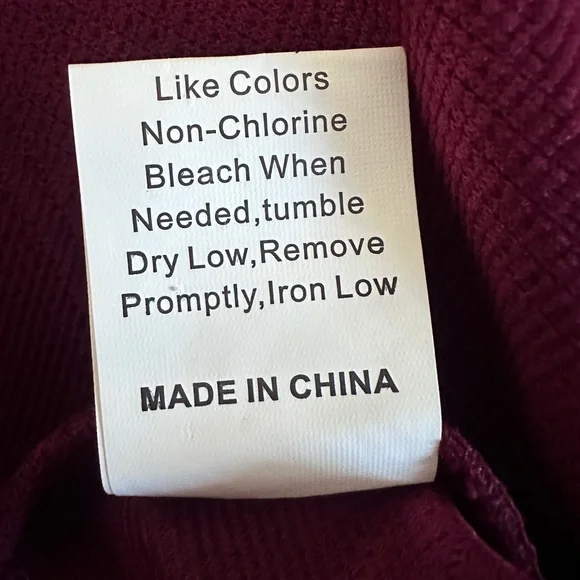 Like Colors
Non-Chlorine
Bleach When
Needed,tumble
Dry Low,Remove
Promptly,Iron Low
MADE IN CHINA